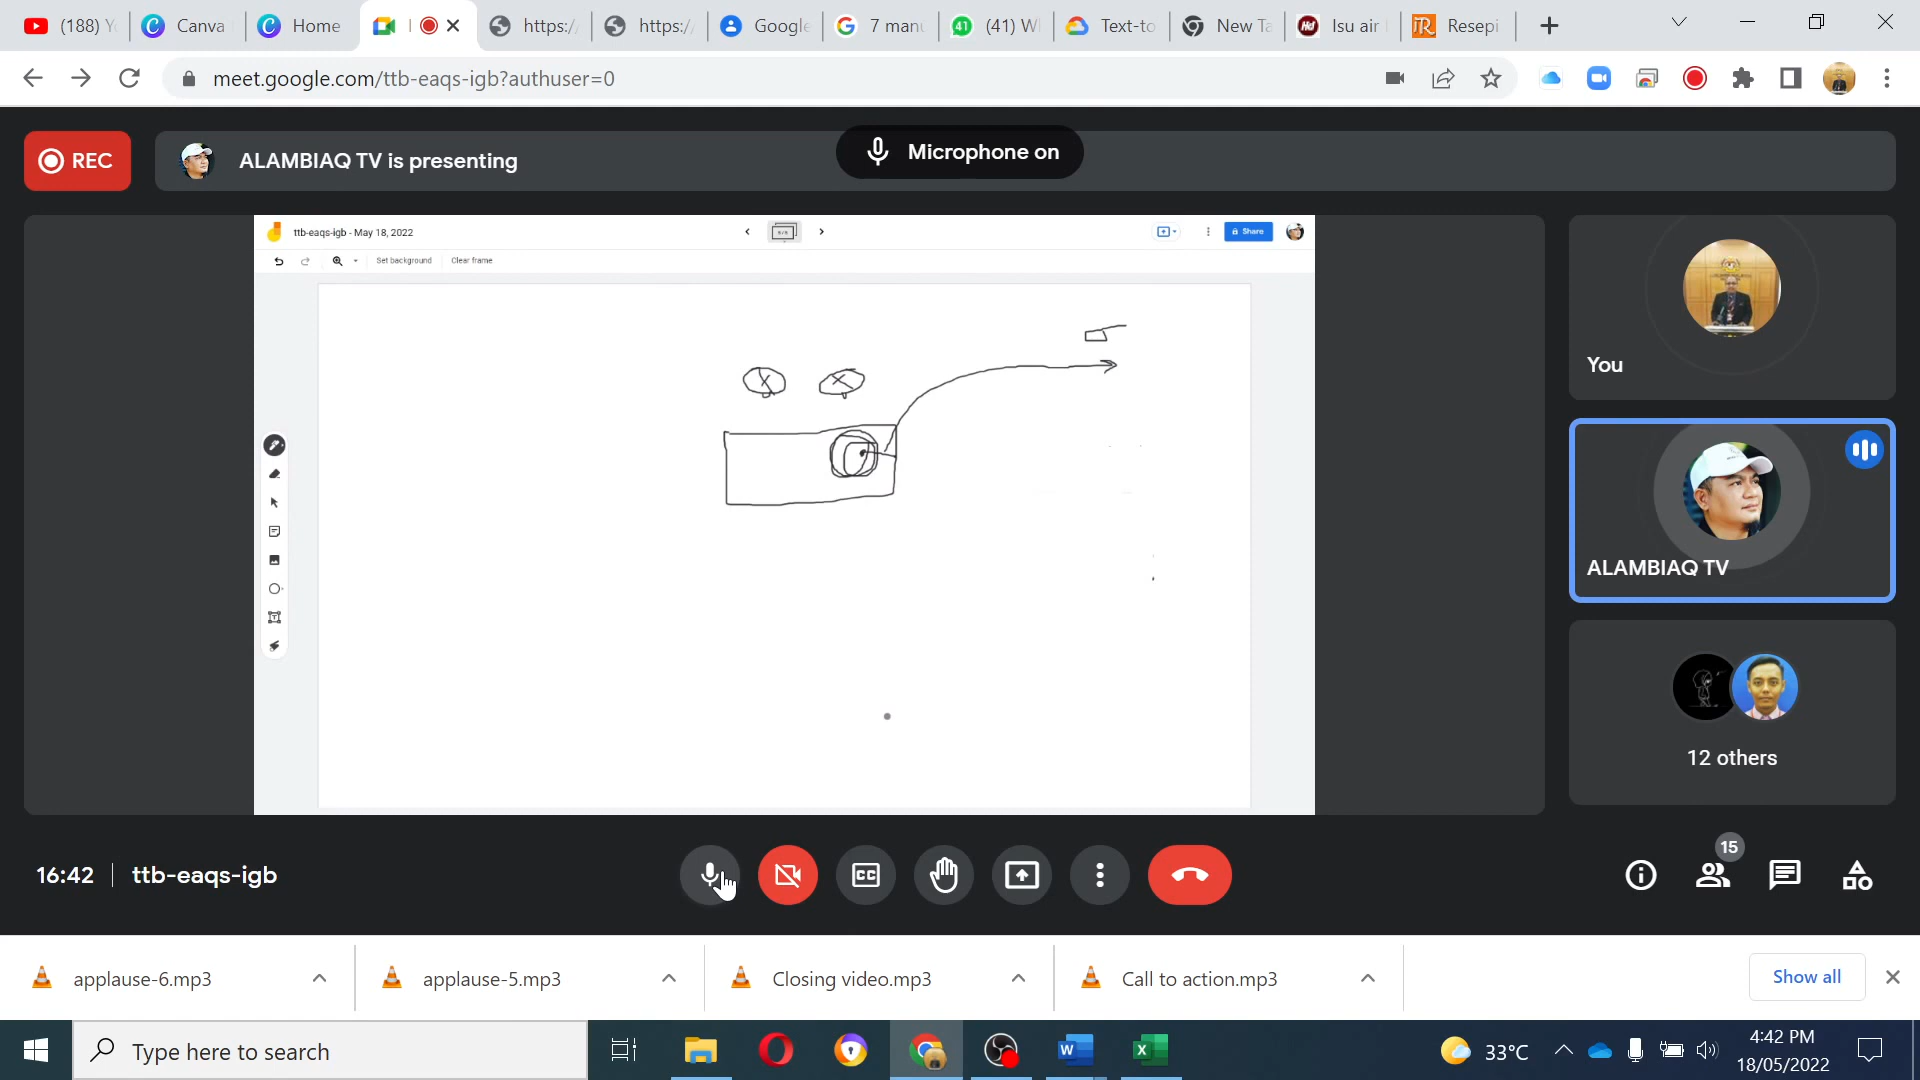 (188) Y
Canva
Home
https:/
https:/
Google
7 manu
(41) W
Text-to
New Ta
Isu air
Resepi
meet.google.com/ttb-eaqs-igb?authuser=0
REC
ALAMBIAQ TV is presenting
Microphone on
ttb-eaqs-igb - May 18, 2022
Share
Set background
Clear frame
You
ALAMBIAQ TV
12 others
16:42
ttb-eaqs-igb
CC
15
applause-6.mp3
applause-5.mp3
Closing video.mp3
Call to action.mp3
Show all
Type here to search
33°C
4:42 PM
18/05/2022